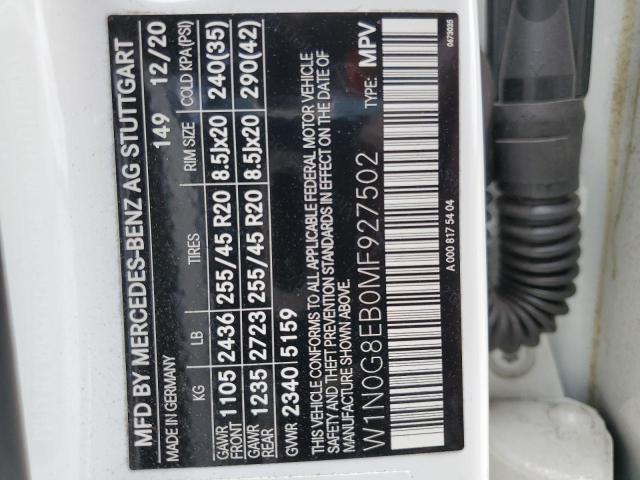 MFD BY MERCEDES-BENZ AG STUTTGART
MADE IN GERMANY 149 12/20
KG LB TIRES RIM SIZE COLD KPA (PSI)
GAWR FRONT 1105 2436 255/45 R20 8.5Jx20 240(35)
GAWR REAR 1235 2723 255/45 R20 8.5Jx20 290(42)
GVWR 2340 5159
THIS VEHICLE CONFORMS TO ALL APPLICABLE FEDERAL MOTOR VEHICLE
SAFETY AND THEFT PREVENTION STANDARDS IN EFFECT ON THE DATE OF
MANUFACTURE SHOWN ABOVE. TYPE: MPV
W1N0G8EB0MF927502
A 000 817 54 04 0673035